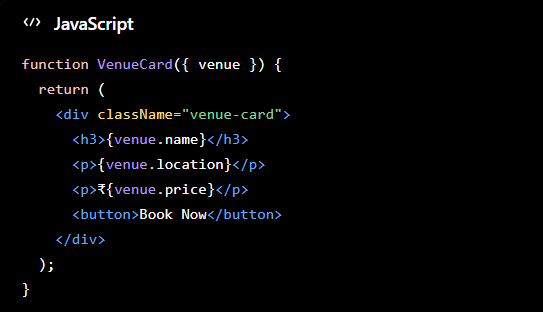 </> JavaScript
function VenueCard({ venue }) {
  return (
    <div className="venue-card">
      <h3>{venue.name}</h3>
      <p>{venue.location}</p>
      <p>₹{venue.price}</p>
      <button>Book Now</button>
    </div>
  );
}